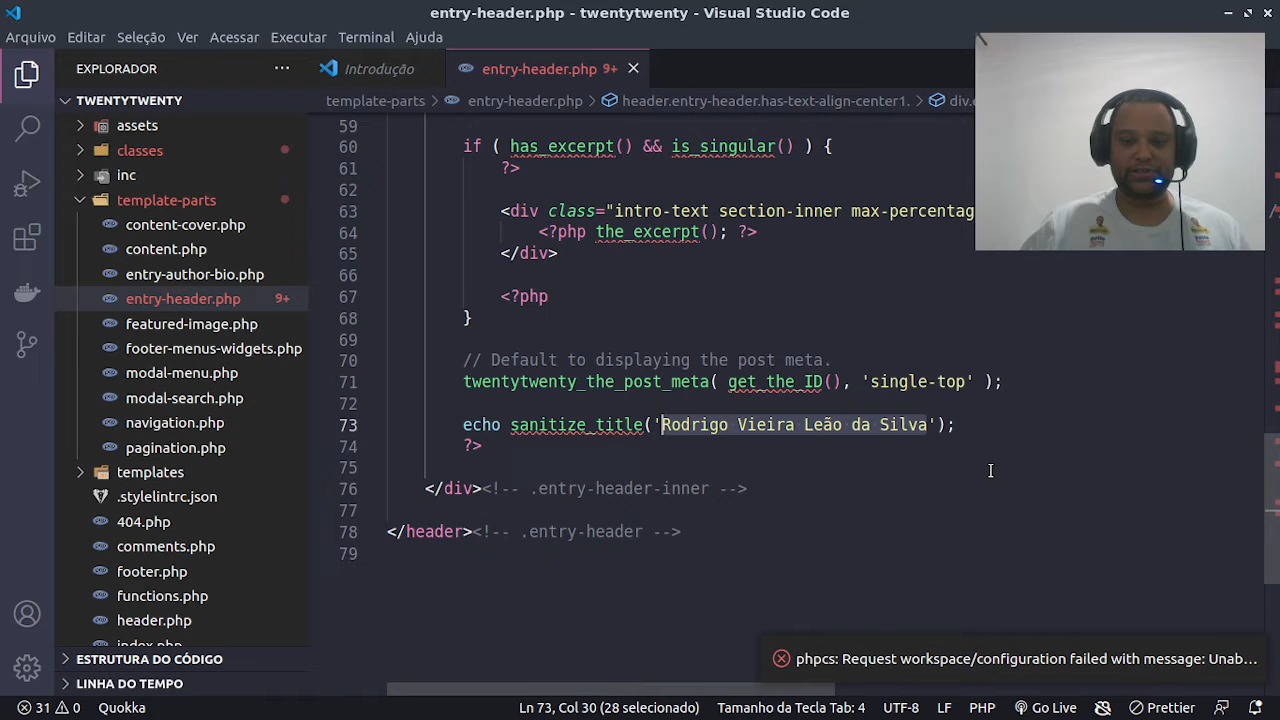 entry-header.php - twentytwenty - Visual Studio Code
Arquivo Editar Seleção Ver Acessar Executar Terminal Ajuda
EXPLORADOR
TWENTYTWENTY
assets
classes
inc
template-parts
content-cover.php
content.php
entry-author-bio.php
entry-header.php 9+
featured-image.php
footer-menus-widgets.php
modal-menu.php
modal-search.php
navigation.php
pagination.php
templates
.stylelintrc.json
404.php
comments.php
footer.php
functions.php
header.php
index.php
ESTRUTURA DO CÓDIGO
LINHA DO TEMPO
Introdução entry-header.php 9+
template-parts > entry-header.php > header.entry-header.has-text-align-center1. > div.
59
60 if ( has_excerpt() && is_singular() ) {
61 ?>
62
63 <div class="intro-text section-inner max-percentag
64 <?php the_excerpt(); ?>
65 </div>
66
67 <?php
68 }
69
70 // Default to displaying the post meta.
71 twentytwenty_the_post_meta( get_the_ID(), 'single-top' );
72
73 echo sanitize_title('Rodrigo Vieira Leão da Silva');
74 ?>
75
76 </div><!-- .entry-header-inner -->
77
78 </header><!-- .entry-header -->
79
phpcs: Request workspace/configuration failed with message: Unab...
31 0 Quokka Ln 73, Col 30 (28 selecionado) Tamanho da Tecla Tab: 4 UTF-8 LF PHP Go Live Prettier